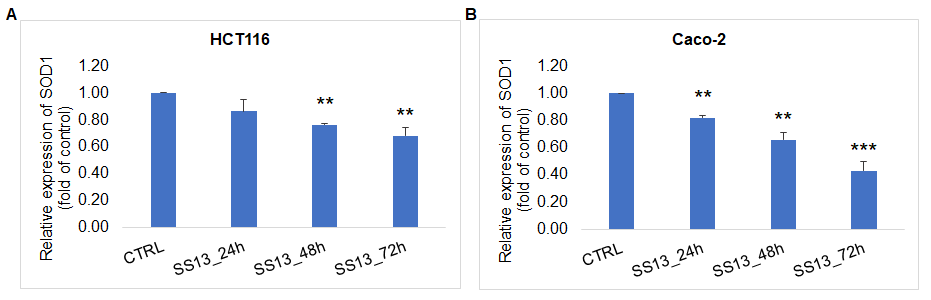 A
HCT116
Relative expression of SOD1
(fold of control)
1.20
1.00
0.80
0.60
0.40
0.20
0.00
**
**
CTRL
SS13_24h
SS13_48h
SS13_72h
B
Caco-2
Relative expression of SOD1
(fold of control)
1.20
1.00
0.80
0.60
0.40
0.20
0.00
**
**
***
CTRL
SS13_24h
SS13_48h
SS13_72h